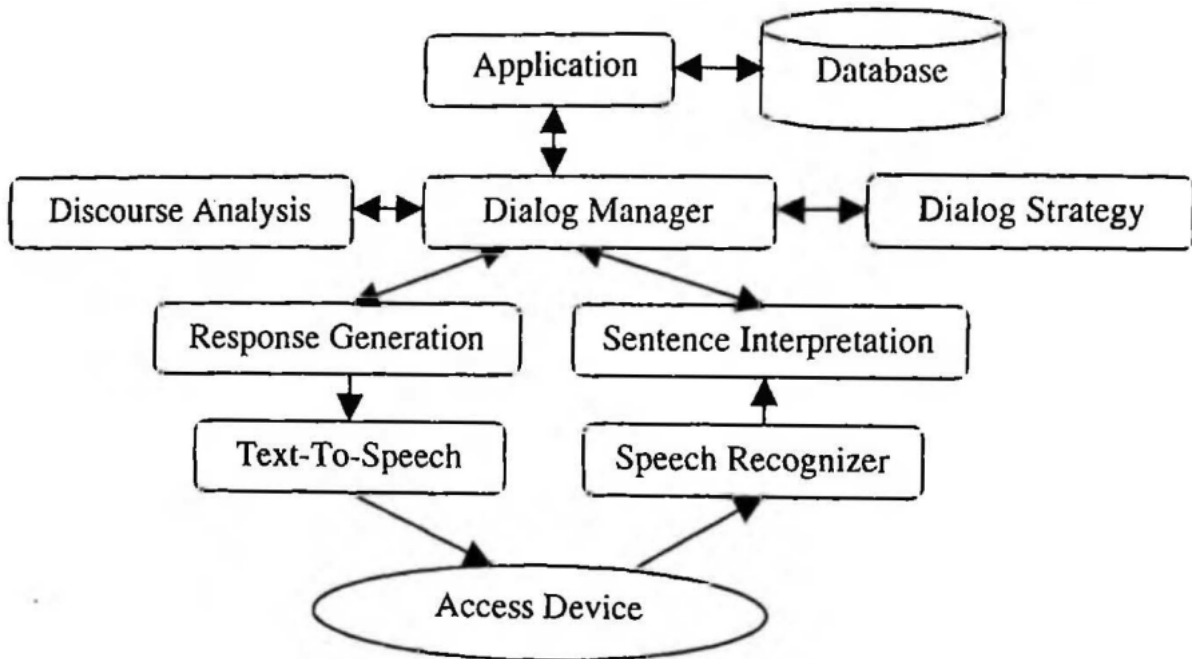 Application
Database
Discourse Analysis
Dialog Manager
Dialog Strategy
Response Generation
Sentence Interpretation
Text-To-Speech
Speech Recognizer
Access Device